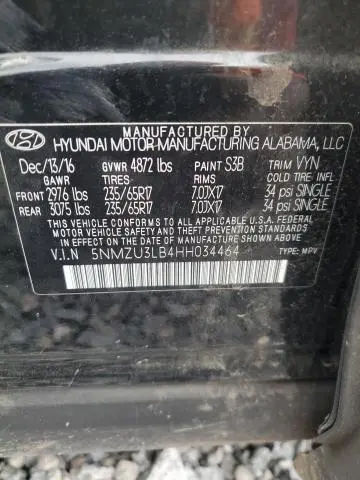 MANUFACTURED BY
HYUNDAI MOTOR MANUFACTURING ALABAMA, LLC
Dec/13/16 GVWR 4872 lbs PAINT S3B TRIM VYN
GAWR TIRES RIMS
FRONT 2976 lbs 235/65R17 7.0JX17 34 psi SINGLE
REAR 3075 lbs 235/65R17 7.0JX17 34 psi SINGLE
THIS VEHICLE CONFORMS TO ALL APPLICABLE U.S. FEDERAL
MOTOR VEHICLE SAFETY AND THEFT PREVENTION STANDARDS
IN EFFECT ON THE DATE OF MANUFACTURE SHOWN ABOVE.
V.I.N 5NMZU3LB4HH034464 TYPE: MPV